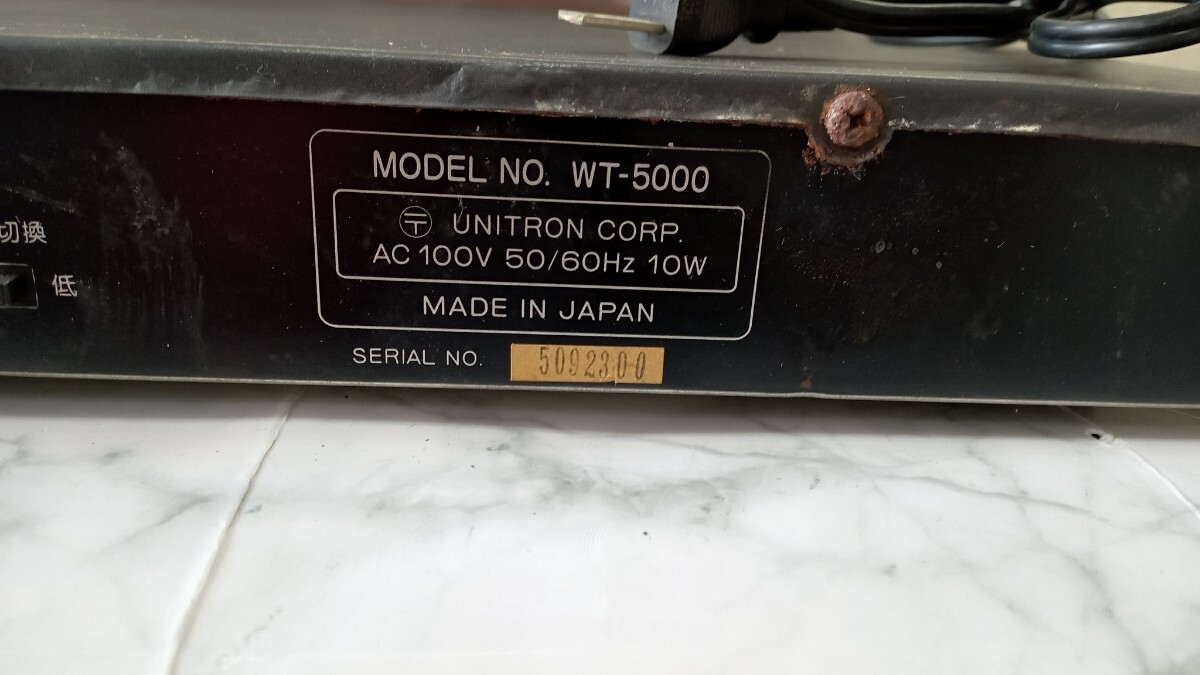 切換
低
MODEL NO. WT-5000
〶 UNITRON CORP.
AC 100V 50/60Hz 10W
MADE IN JAPAN
SERIAL NO. 5092300